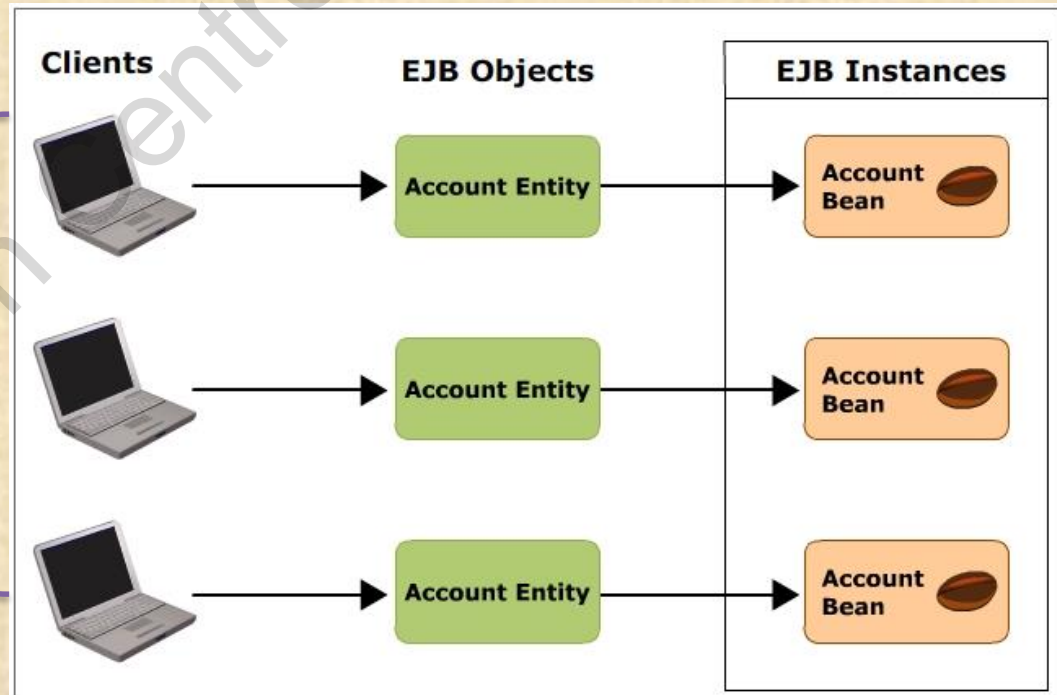 Clients
EJB Objects
EJB Instances
Account Entity
Account
Bean
Account Entity
Account
Bean
Account Entity
Account
Bean